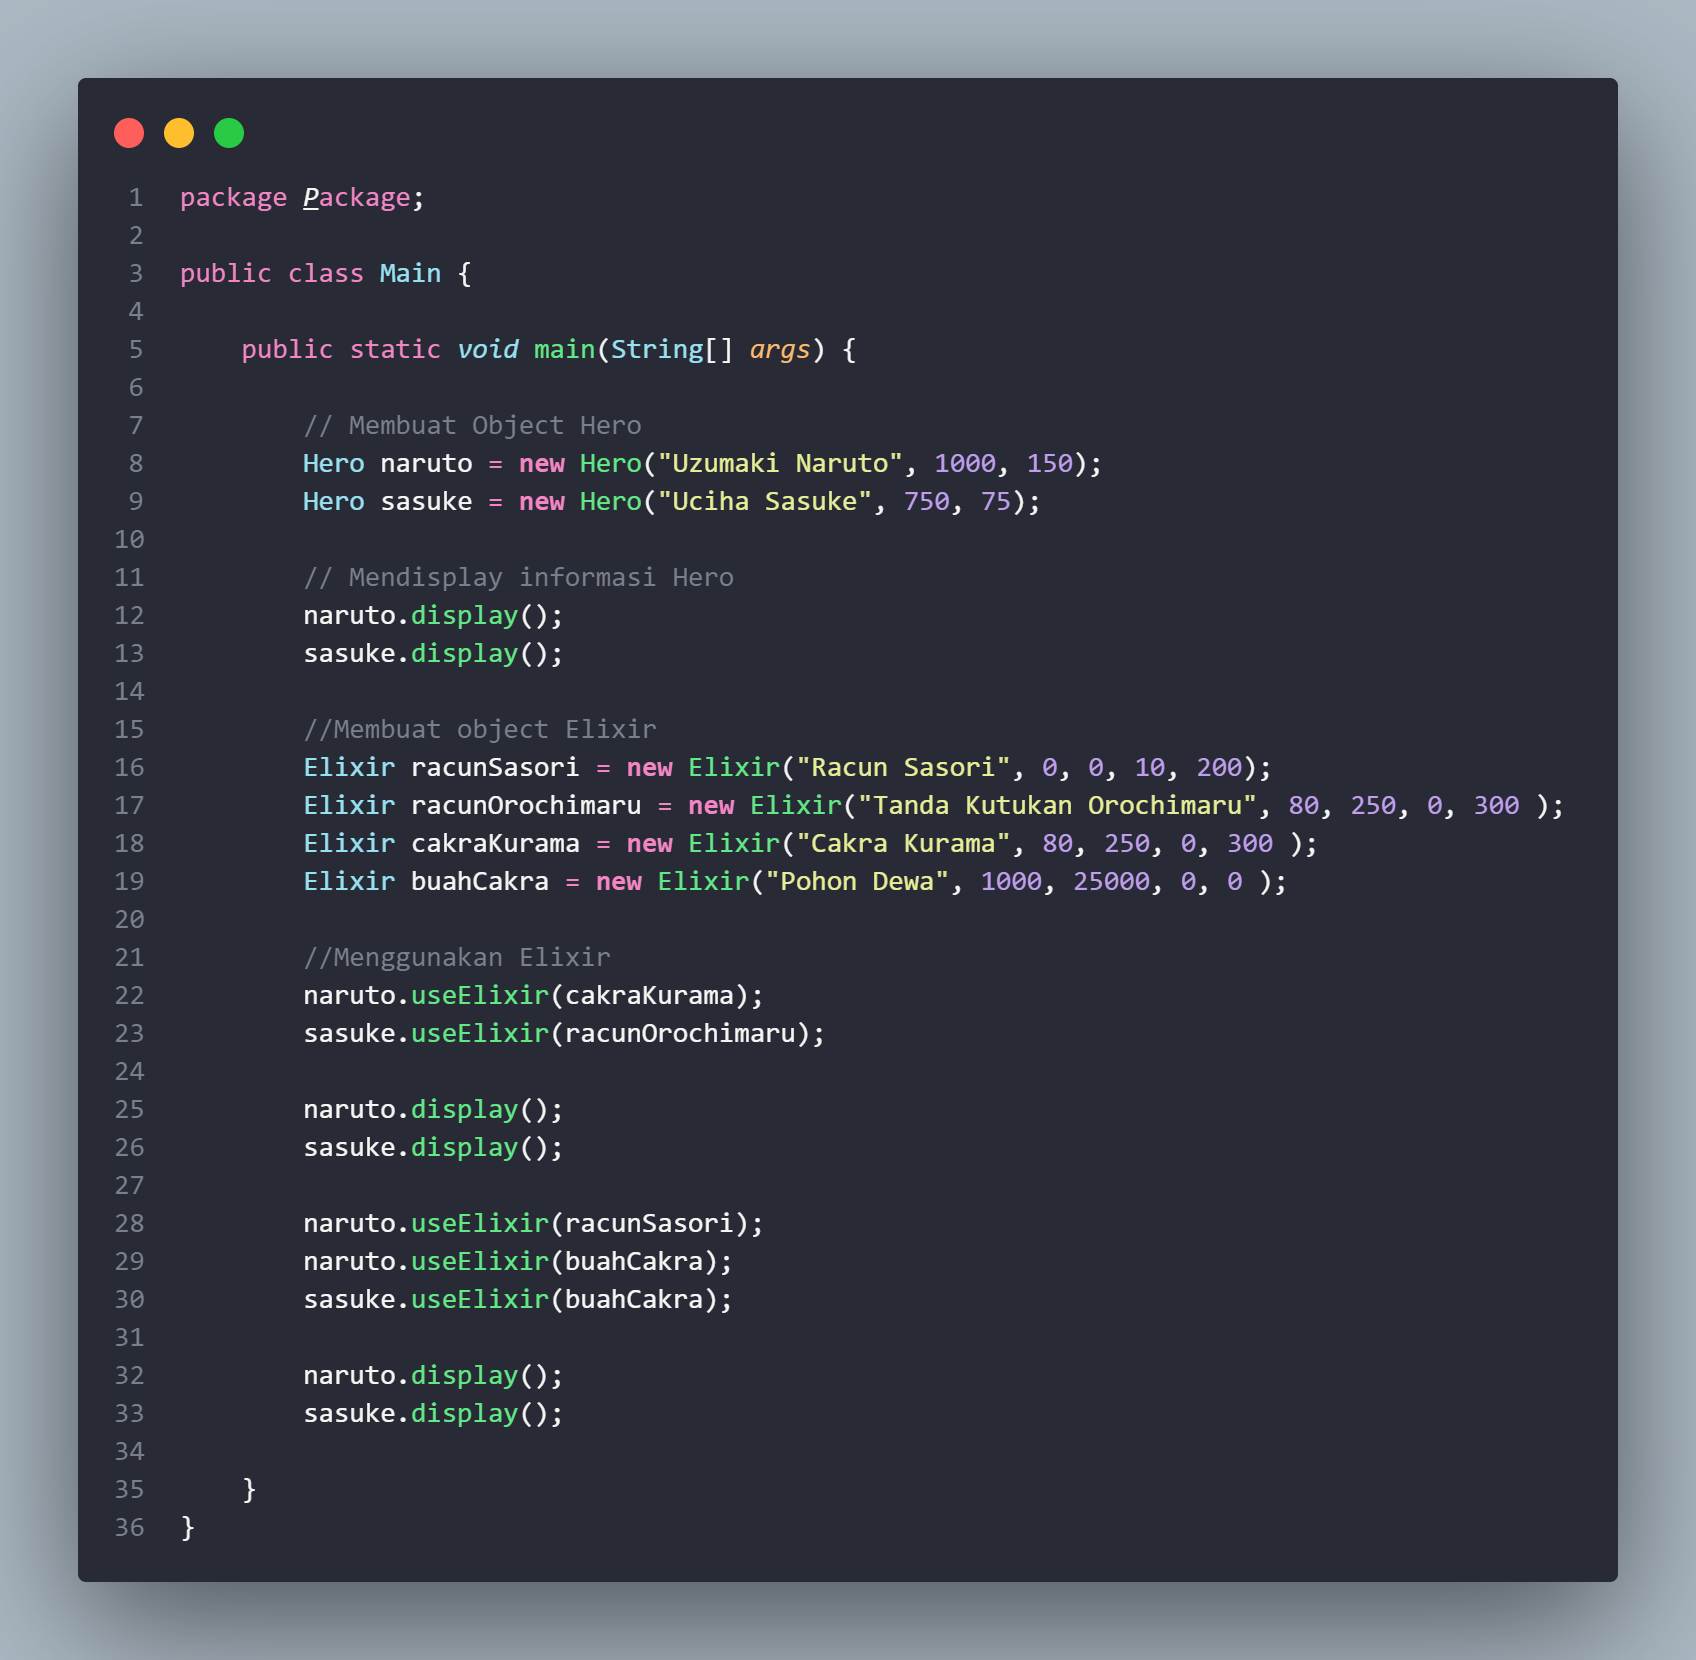 1 package Package;
2
3 public class Main {
4
5     public static void main(String[] args) {
6
7         // Membuat Object Hero
8         Hero naruto = new Hero("Uzumaki Naruto", 1000, 150);
9         Hero sasuke = new Hero("Uciha Sasuke", 750, 75);
10
11         // Mendisplay informasi Hero
12         naruto.display();
13         sasuke.display();
14
15         //Membuat object Elixir
16         Elixir racunSasori = new Elixir("Racun Sasori", 0, 0, 10, 200);
17         Elixir racunOrochimaru = new Elixir("Tanda Kutukan Orochimaru", 80, 250, 0, 300 );
18         Elixir cakraKurama = new Elixir("Cakra Kurama", 80, 250, 0, 300 );
19         Elixir buahCakra = new Elixir("Pohon Dewa", 1000, 25000, 0, 0 );
20
21         //Menggunakan Elixir
22         naruto.useElixir(cakraKurama);
23         sasuke.useElixir(racunOrochimaru);
24
25         naruto.display();
26         sasuke.display();
27
28         naruto.useElixir(racunSasori);
29         naruto.useElixir(buahCakra);
30         sasuke.useElixir(buahCakra);
31
32         naruto.display();
33         sasuke.display();
34
35     }
36 }